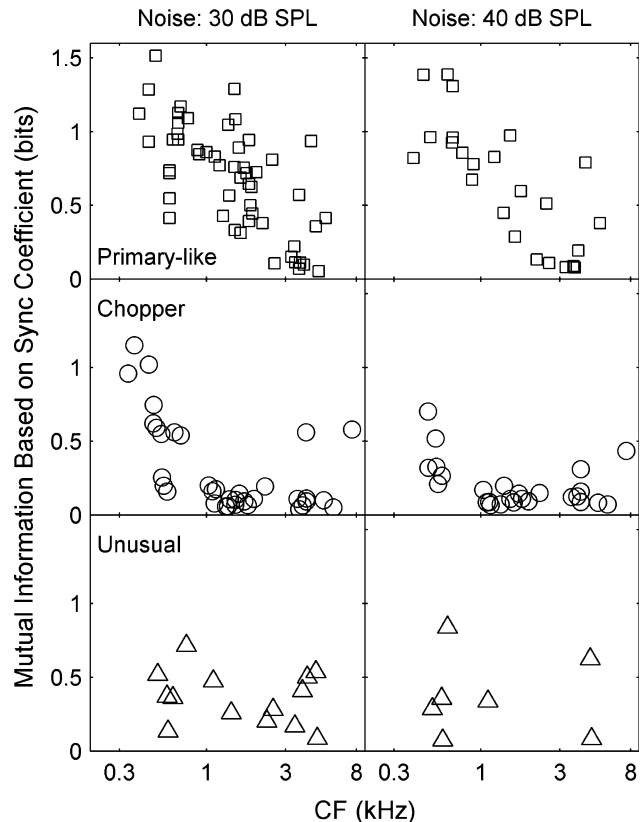 Noise: 30 dB SPL
Noise: 40 dB SPL
Mutual Information Based on Sync Coefficient (bits)
1.5
1
0.5
0
Primary-like
Chopper
1
0.5
0
Unusual
1
0.5
0
0.3 1 3 8
0.3 1 3 8
CF (kHz)